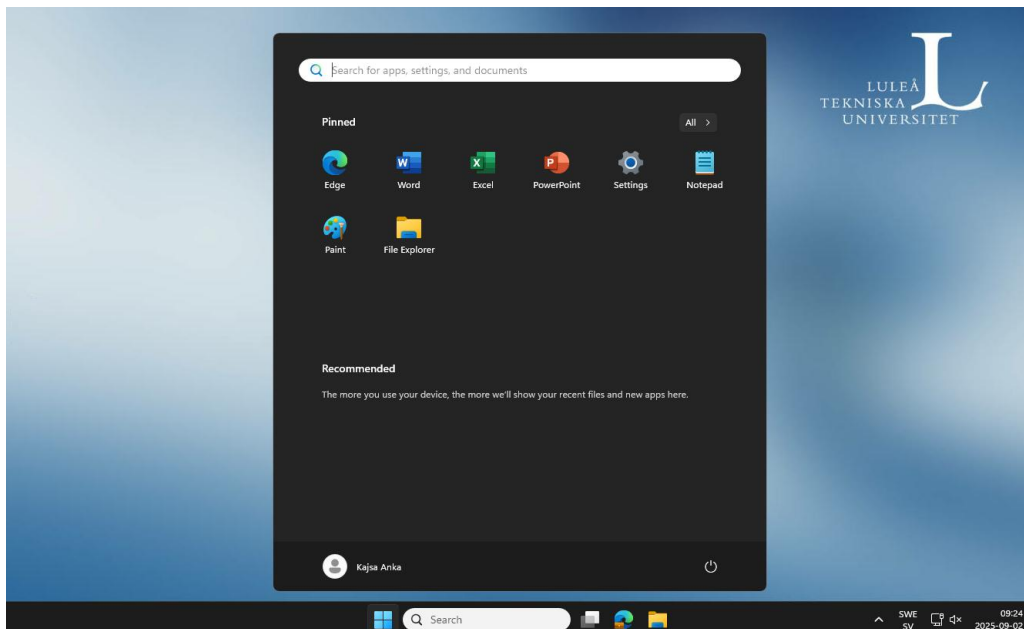 Search for apps, settings, and documents
LULEÅ
TEKNISKA
UNIVERSITET
Pinned
All >
Edge
Word
Excel
PowerPoint
Settings
Notepad
Paint
File Explorer
Recommended
The more you use your device, the more we'll show your recent files and new apps here.
Kajsa Anka
Search
SWE
SV
09:24
2025-09-02